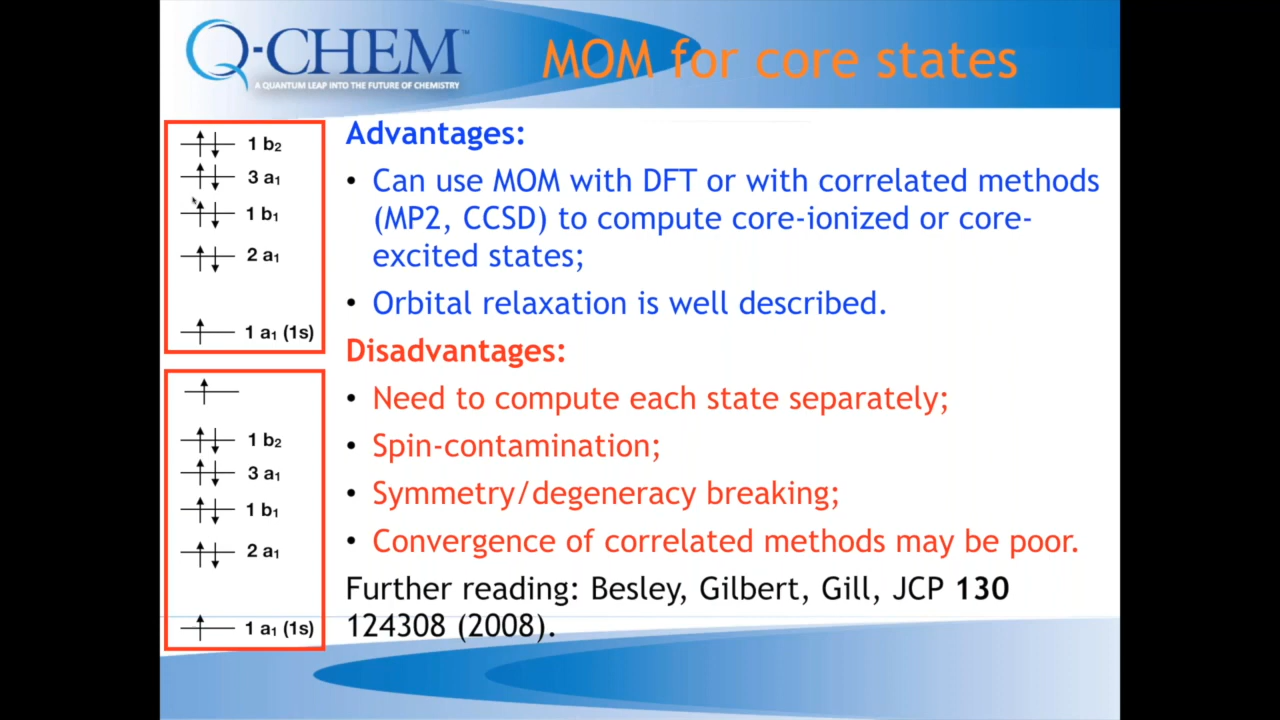 Q-CHEM™
A QUANTUM LEAP INTO THE FUTURE OF CHEMISTRY
MOM for core states
1 b₂
3 a₁
1 b₁
2 a₁
1 a₁ (1s)
1 b₂
3 a₁
1 b₁
2 a₁
1 a₁ (1s)
Advantages:
• Can use MOM with DFT or with correlated methods
(MP2, CCSD) to compute core-ionized or core-
excited states;
• Orbital relaxation is well described.
Disadvantages:
• Need to compute each state separately;
• Spin-contamination;
• Symmetry/degeneracy breaking;
• Convergence of correlated methods may be poor.
Further reading: Besley, Gilbert, Gill, JCP 130
124308 (2008).